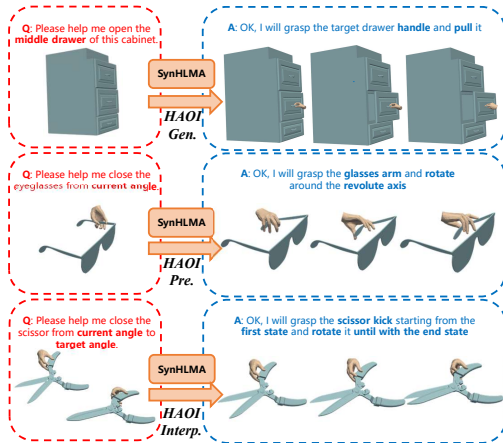 Q: Please help me open the
middle drawer of this cabinet.
A: OK, I will grasp the target drawer handle and pull it
SynHLMA
HAOI
Gen.
Q: Please help me close the
eyeglasses from current angle.
A: OK, I will grasp the glasses arm and rotate
around the revolute axis
SynHLMA
HAOI
Pre.
Q: Please help me close the
scissor from current angle to
target angle.
A: OK, I will grasp the scissor kick starting from the
first state and rotate it until with the end state
SynHLMA
HAOI
Interp.